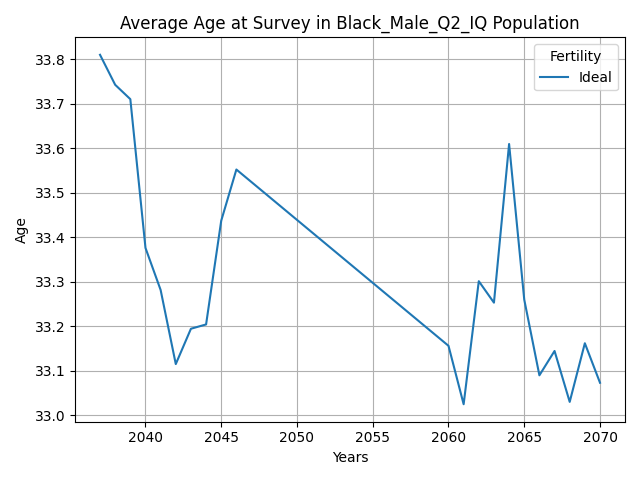 Average Age at Survey in Black_Male_Q2_IQ Population
Fertility
Ideal
33.8
33.7
33.6
33.5
33.4
33.3
33.2
33.1
33.0
Age
2040 2045 2050 2055 2060 2065 2070
Years